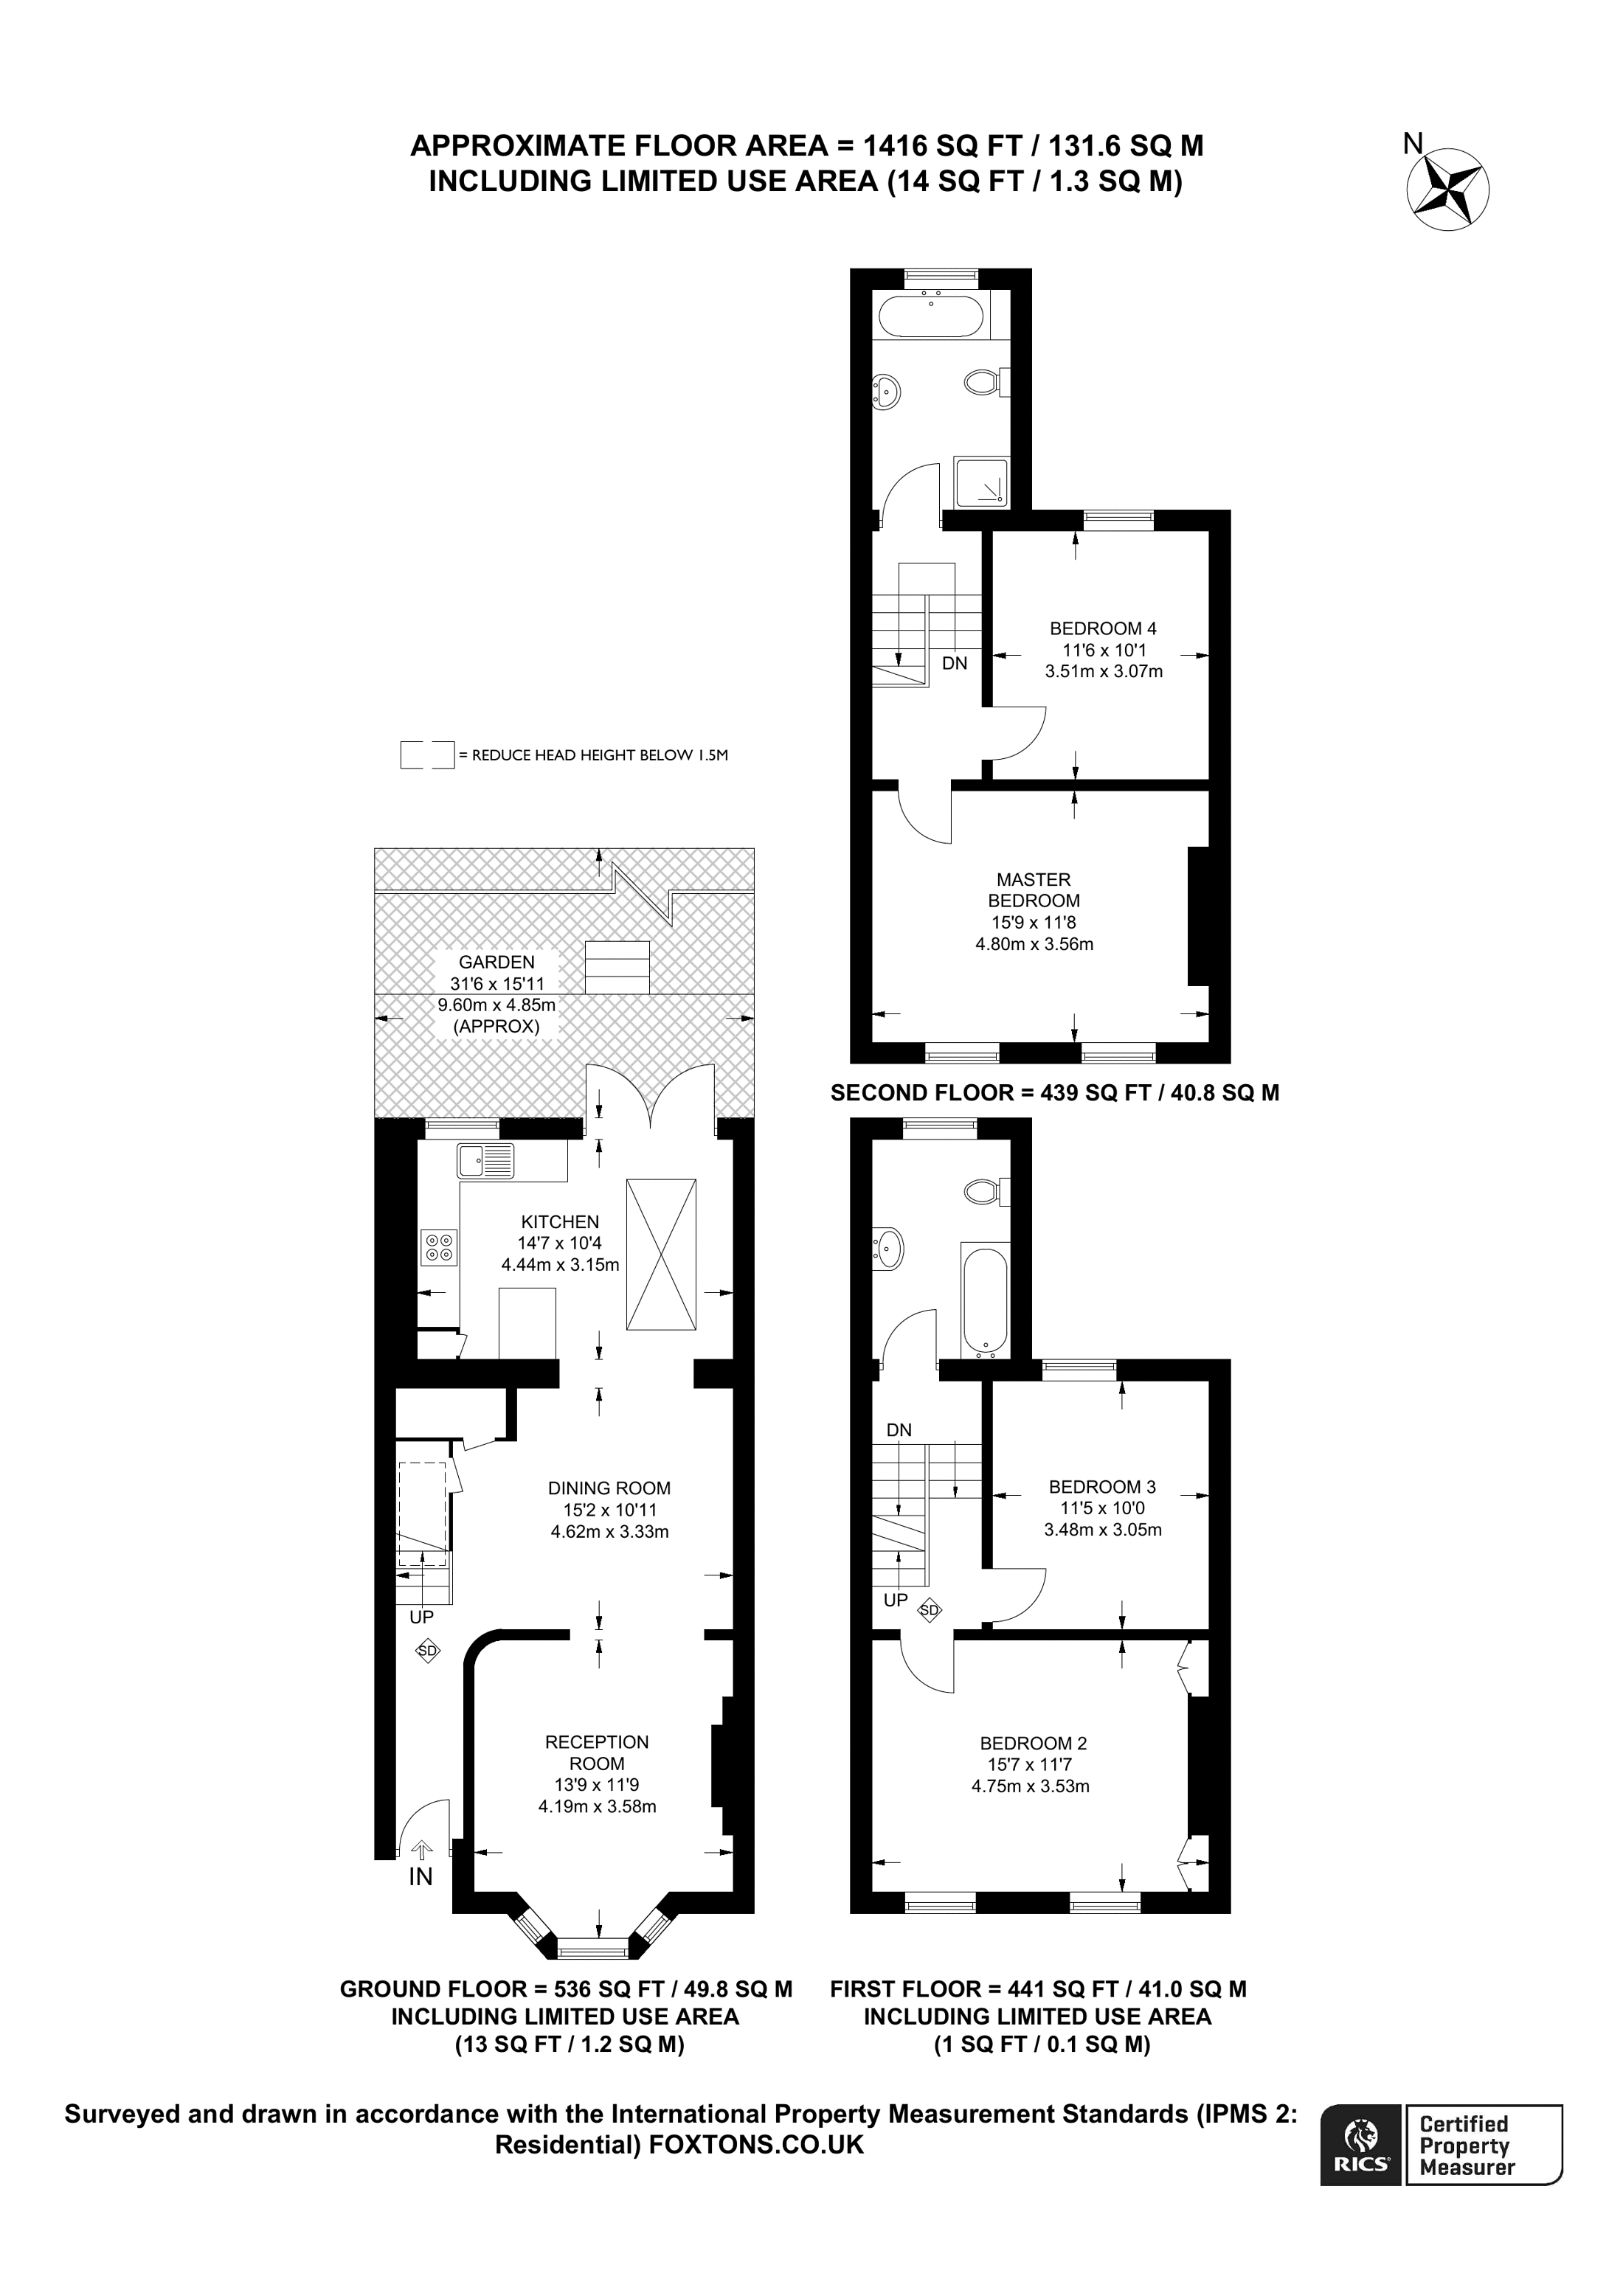 APPROXIMATE FLOOR AREA = 1416 SQ FT / 131.6 SQ M
INCLUDING LIMITED USE AREA (14 SQ FT / 1.3 SQ M)
N
BEDROOM 4
11'6 x 10'1
3.51m x 3.07m
DN
= REDUCE HEAD HEIGHT BELOW 1.5M
MASTER
BEDROOM
15'9 x 11'8
4.80m x 3.56m
SECOND FLOOR = 439 SQ FT / 40.8 SQ M
GARDEN
31'6 x 15'11
9.60m x 4.85m
(APPROX)
KITCHEN
14'7 x 10'4
4.44m x 3.15m
DINING ROOM
15'2 x 10'11
4.62m x 3.33m
UP
SD
RECEPTION
ROOM
13'9 x 11'9
4.19m x 3.58m
IN
GROUND FLOOR = 536 SQ FT / 49.8 SQ M
INCLUDING LIMITED USE AREA
(13 SQ FT / 1.2 SQ M)
DN
BEDROOM 3
11'5 x 10'0
3.48m x 3.05m
UP
SD
BEDROOM 2
15'7 x 11'7
4.75m x 3.53m
FIRST FLOOR = 441 SQ FT / 41.0 SQ M
INCLUDING LIMITED USE AREA
(1 SQ FT / 0.1 SQ M)
Surveyed and drawn in accordance with the International Property Measurement Standards (IPMS 2:
Residential) FOXTONS.CO.UK
RICS
Certified
Property
Measurer